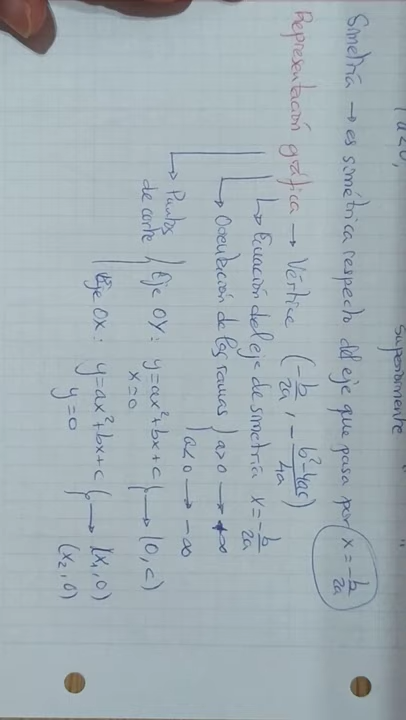 a<0,
superiormente
Simetría → es simétrica respecto del eje que pasa por x = -b/2a
Representación gráfica → Vértice (-b/2a, -b²-4ac/4a)
→ Ecuación del eje de simetría x = -b/2a
→ Orientación de las ramas a>0 → +∞
a<0 → -∞
→ Puntos de corte
Eje OY: y=ax²+bx+c
x=0 → (0, c)
Eje OX: y=ax²+bx+c
y=0 → (x₁, 0)
(x₂, 0)